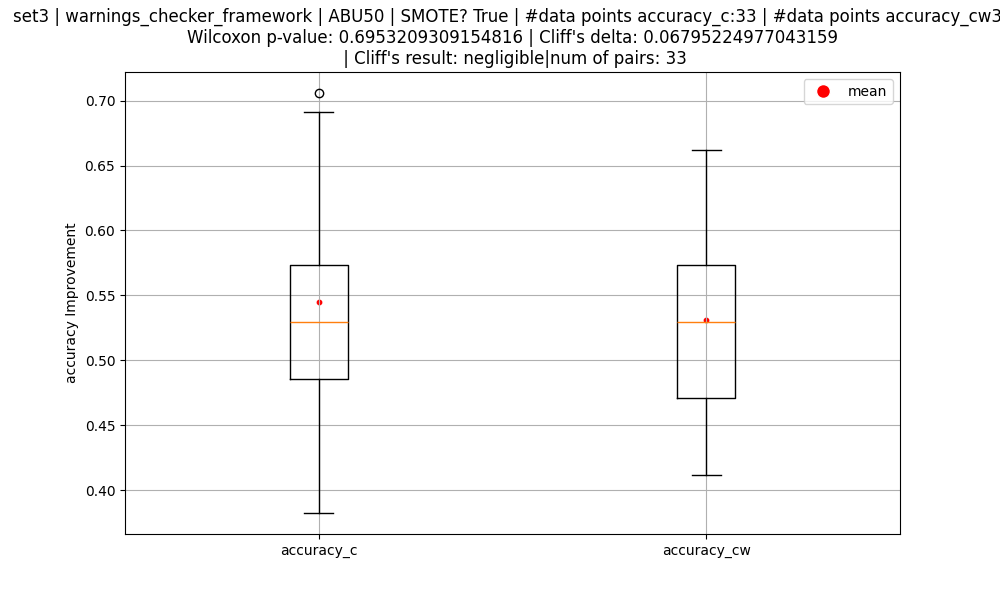 set3 | warnings_checker_framework | ABU50 | SMOTE? True | #data points accuracy_c:33 | #data points accuracy_cw3
Wilcoxon p-value: 0.6953209309154816 | Cliff's delta: 0.06795224977043159
| Cliff's result: negligible|num of pairs: 33
mean
0.70
0.65
0.60
0.55
0.50
0.45
0.40
accuracy Improvement
accuracy_c
accuracy_cw